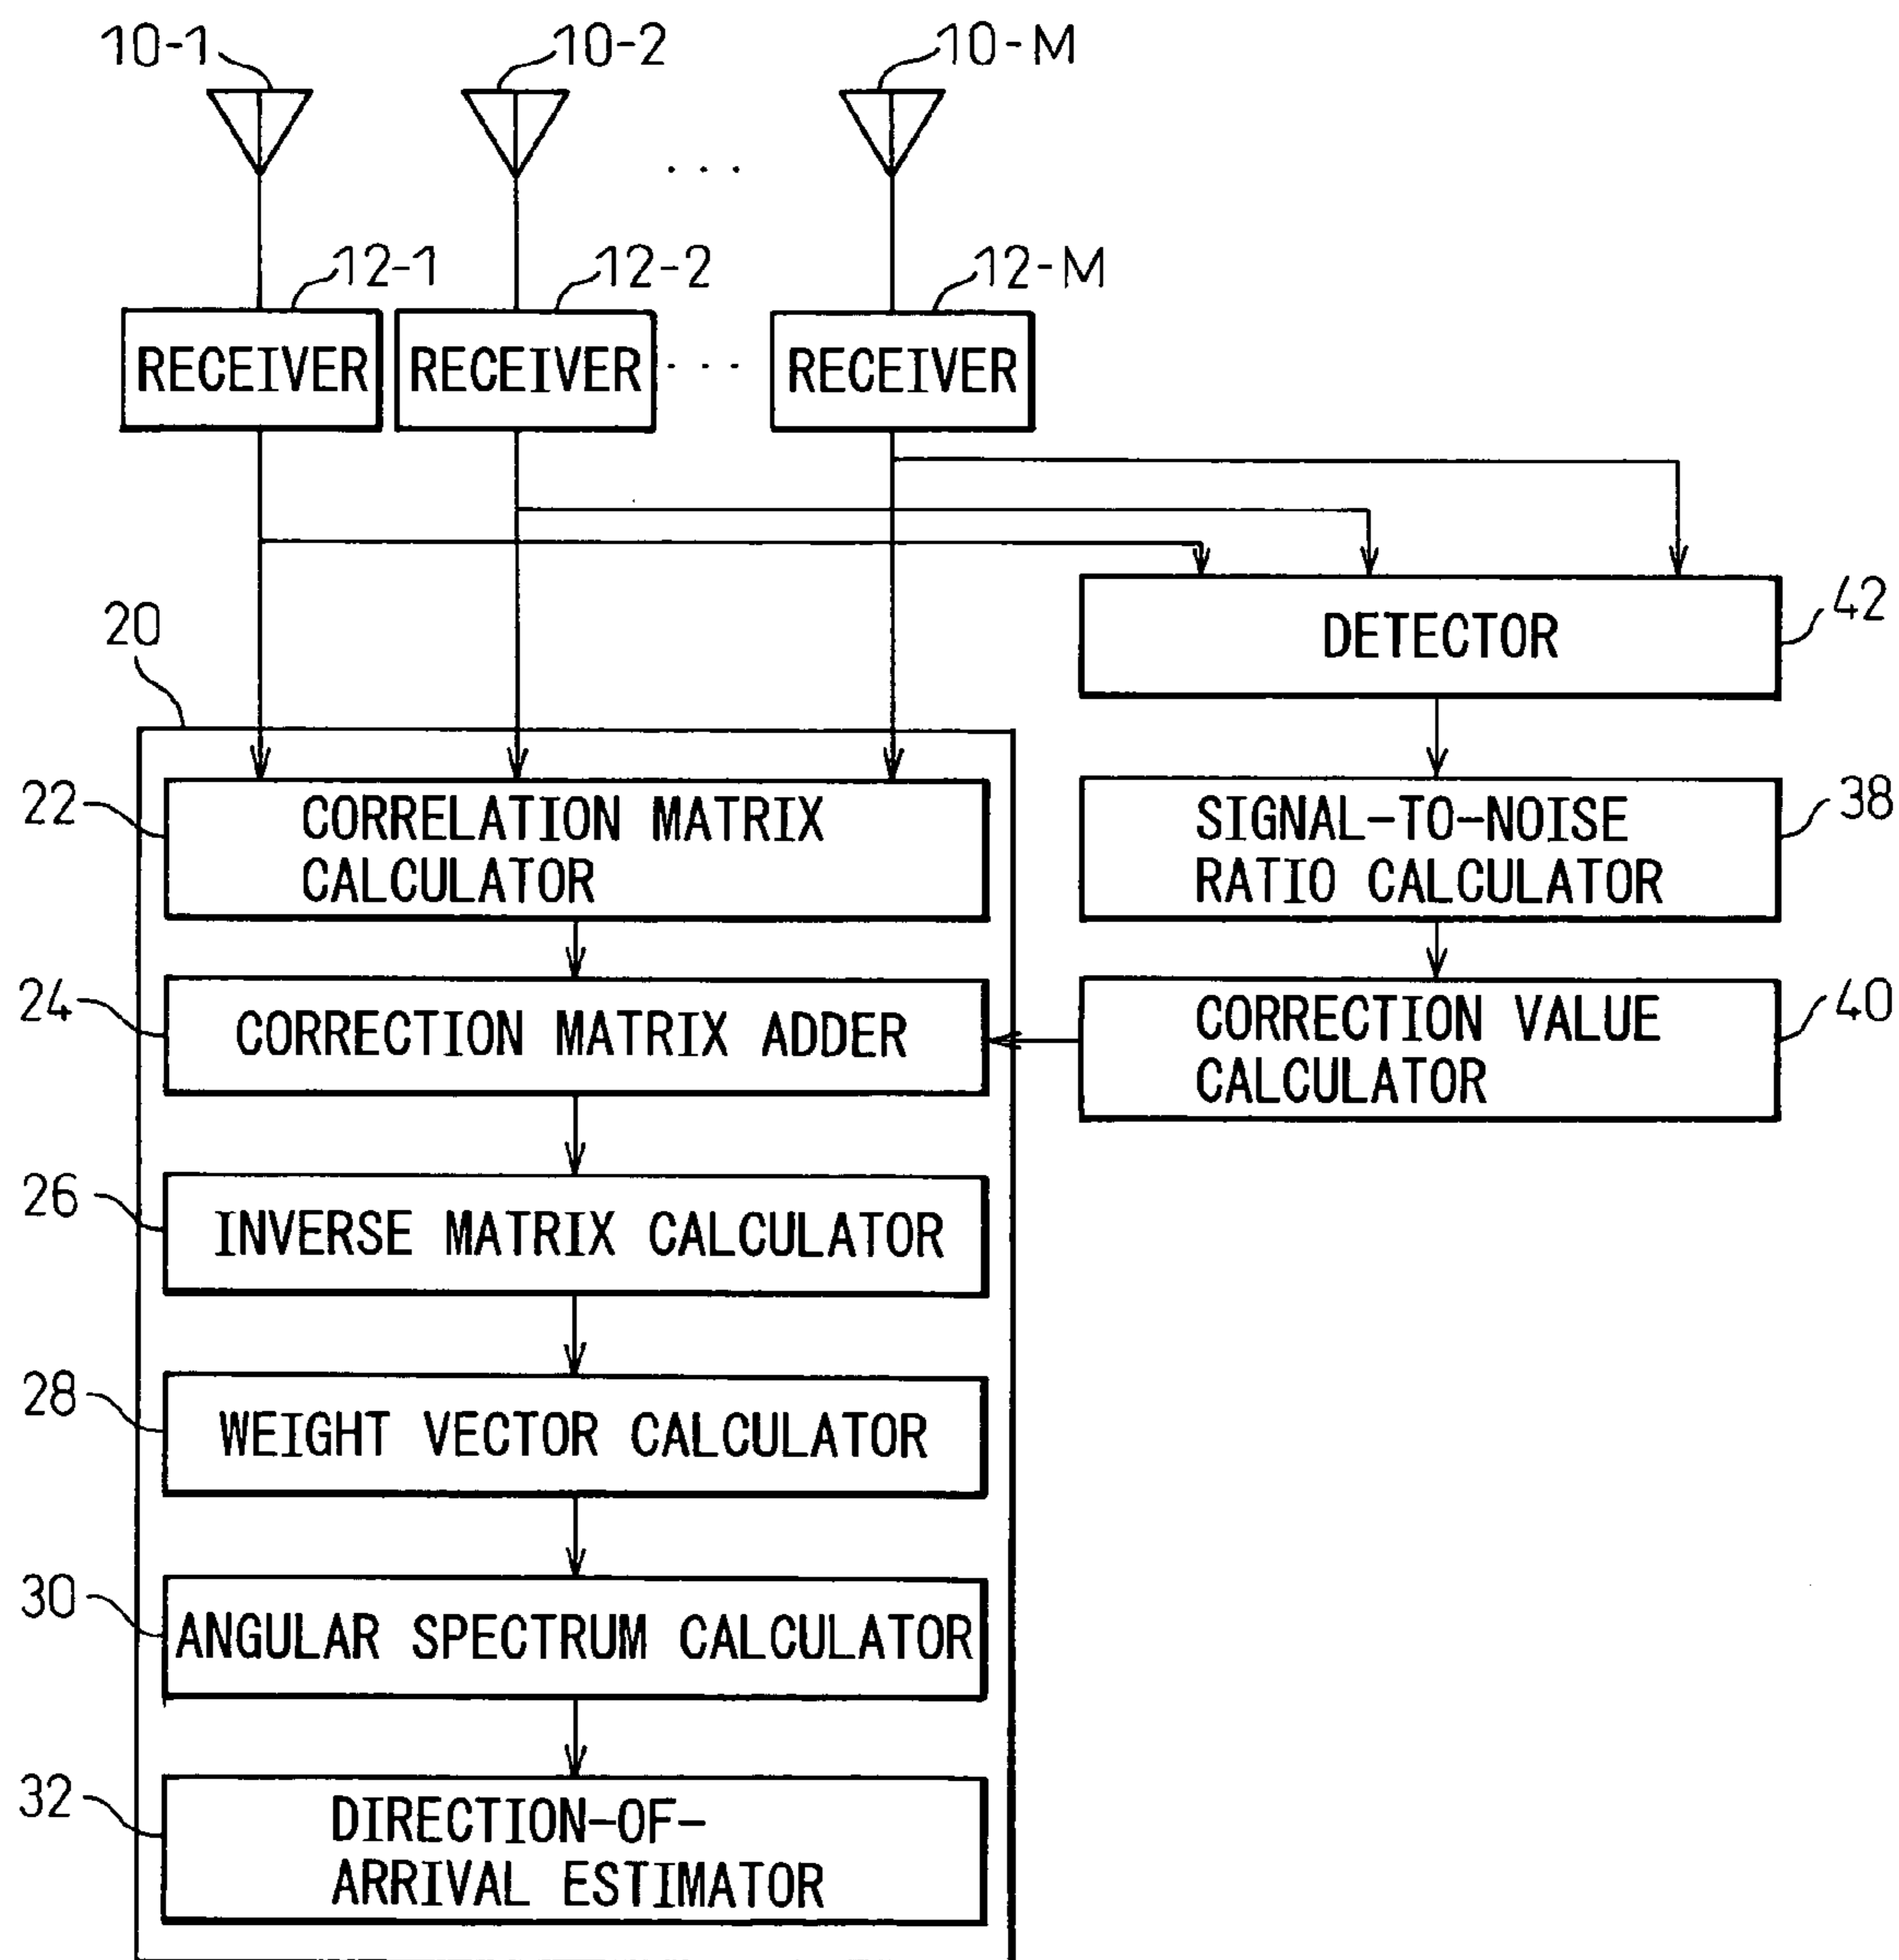 10-1
10-2
10-M
. . .
12-1
12-2
12-M
RECEIVER
RECEIVER
. . .
RECEIVER
20
DETECTOR
42
22
CORRELATION MATRIX
CALCULATOR
SIGNAL-TO-NOISE
RATIO CALCULATOR
38
24
CORRECTION MATRIX ADDER
CORRECTION VALUE
CALCULATOR
40
26
INVERSE MATRIX CALCULATOR
28
WEIGHT VECTOR CALCULATOR
30
ANGULAR SPECTRUM CALCULATOR
32
DIRECTION-OF-
ARRIVAL ESTIMATOR